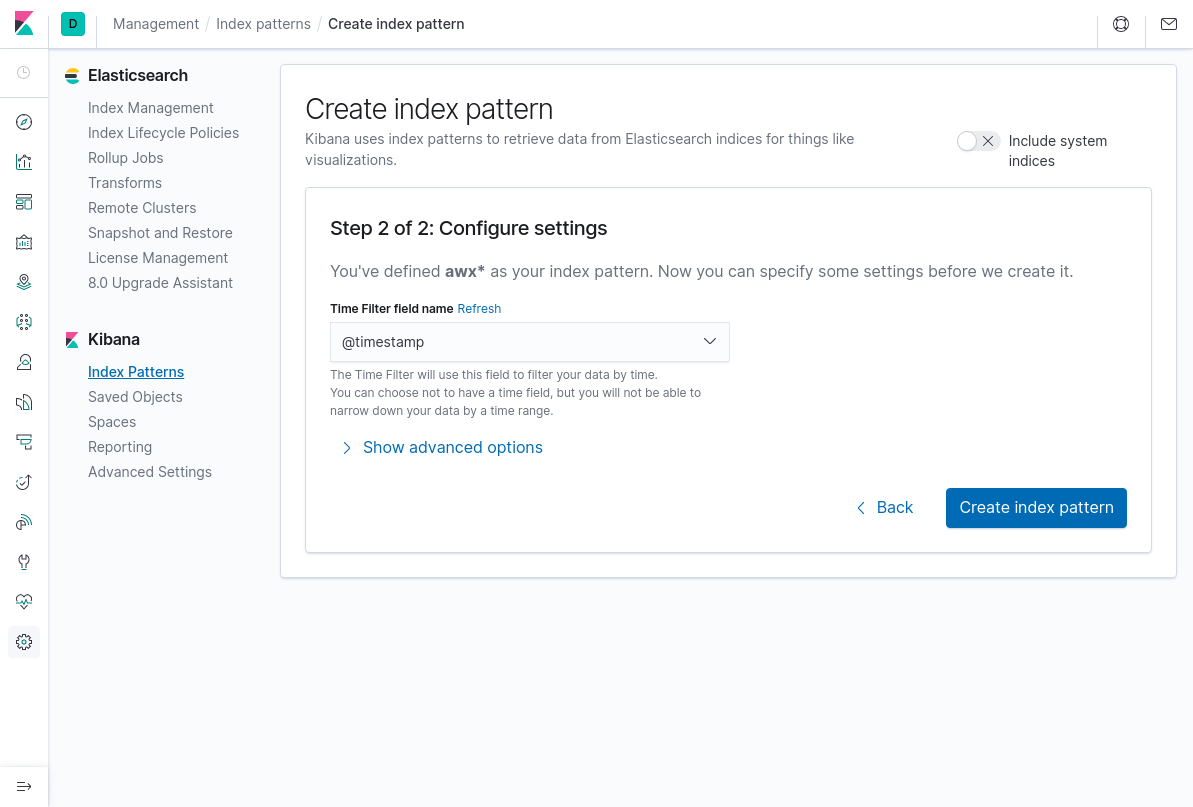 D
Management / Index patterns / Create index pattern
Elasticsearch
Index Management
Index Lifecycle Policies
Rollup Jobs
Transforms
Remote Clusters
Snapshot and Restore
License Management
8.0 Upgrade Assistant
Kibana
Index Patterns
Saved Objects
Spaces
Reporting
Advanced Settings
Create index pattern
Kibana uses index patterns to retrieve data from Elasticsearch indices for things like
visualizations.
Include system
indices
Step 2 of 2: Configure settings
You've defined awx* as your index pattern. Now you can specify some settings before we create it.
Time Filter field name Refresh
@timestamp
The Time Filter will use this field to filter your data by time.
You can choose not to have a time field, but you will not be able to
narrow down your data by a time range.
Show advanced options
Back
Create index pattern